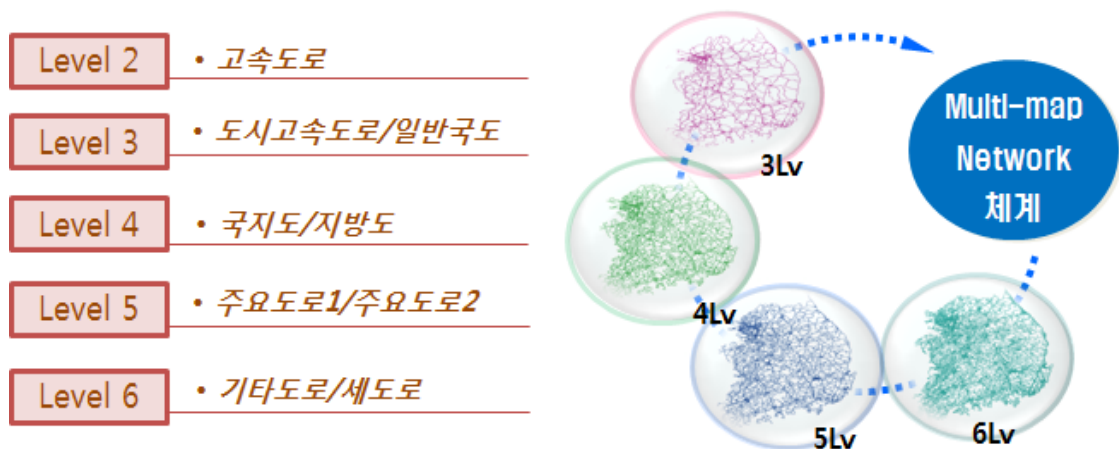 Level 2
• 고속도로
Level 3
• 도시고속도로/일반국도
Level 4
• 국지도/지방도
Level 5
• 주요도로1/주요도로2
Level 6
• 기타도로/세도로
3Lv
4Lv
5Lv
6Lv
Multi-map
Network
체계